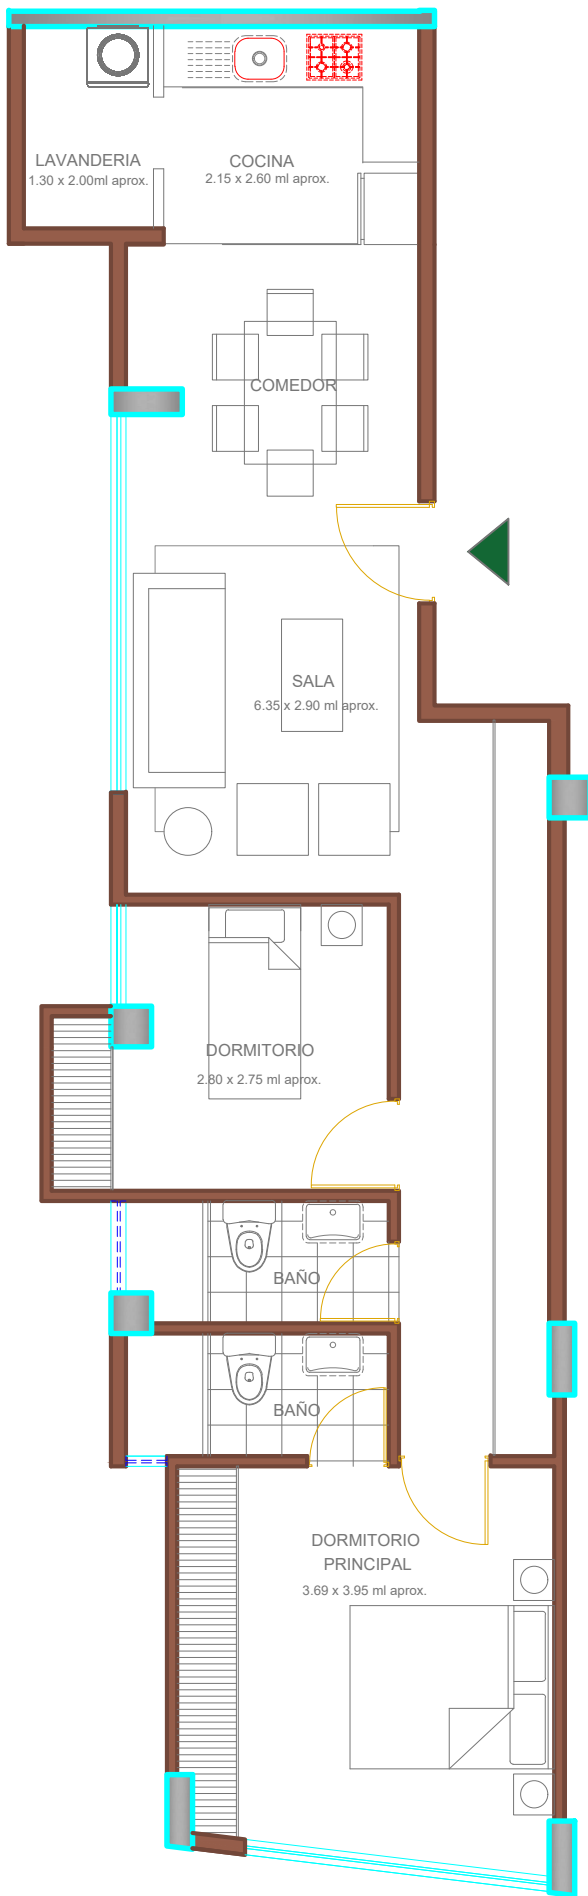 LAVANDERIA
1.30 x 2.00ml aprox.
COCINA
2.15 x 2.60 ml aprox.
COMEDOR
SALA
6.35 x 2.90 ml aprox.
DORMITORIO
2.80 x 2.75 ml aprox.
BAÑO
BAÑO
DORMITORIO
PRINCIPAL
3.69 x 3.95 ml aprox.